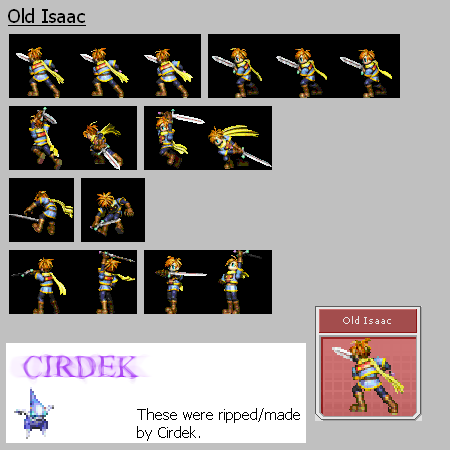 Old Isaac
Old Isaac
CIRDEK
These were ripped/made
by Cirdek.